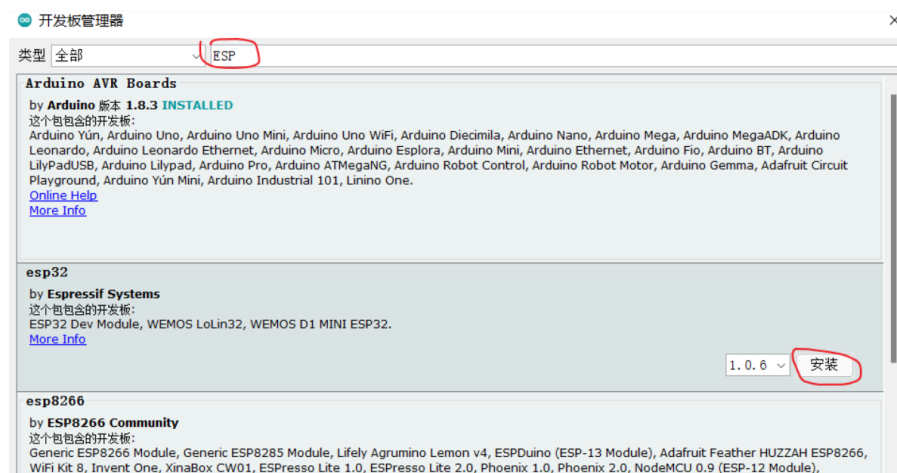 开发板管理器
类型 全部 ESP
Arduino AVR Boards
by Arduino 版本 1.8.3 INSTALLED
这个包包含的开发板:
Arduino Yún, Arduino Uno, Arduino Uno Mini, Arduino Uno WiFi, Arduino Diecimila, Arduino Nano, Arduino Mega, Arduino MegaADK, Arduino
Leonardo, Arduino Leonardo Ethernet, Arduino Micro, Arduino Esplora, Arduino Mini, Arduino Ethernet, Arduino Fio, Arduino BT, Arduino
LilyPadUSB, Arduino Lilypad, Arduino Pro, Arduino ATMegaNG, Arduino Robot Control, Arduino Robot Motor, Arduino Gemma, Adafruit Circuit
Playground, Arduino Yún Mini, Arduino Industrial 101, Linino One.
Online Help
More Info
esp32
by Espressif Systems
这个包包含的开发板:
ESP32 Dev Module, WEMOS LoLin32, WEMOS D1 MINI ESP32.
More Info
1.0.6 安装
esp8266
by ESP8266 Community
这个包包含的开发板:
Generic ESP8266 Module, Generic ESP8285 Module, Lifely Agrumino Lemon v4, ESPDuino (ESP-13 Module), Adafruit Feather HUZZAH ESP8266,
WiFi Kit 8, Invent One, XinaBox CW01, ESPresso Lite 1.0, ESPresso Lite 2.0, Phoenix 1.0, Phoenix 2.0, NodeMCU 0.9 (ESP-12 Module),